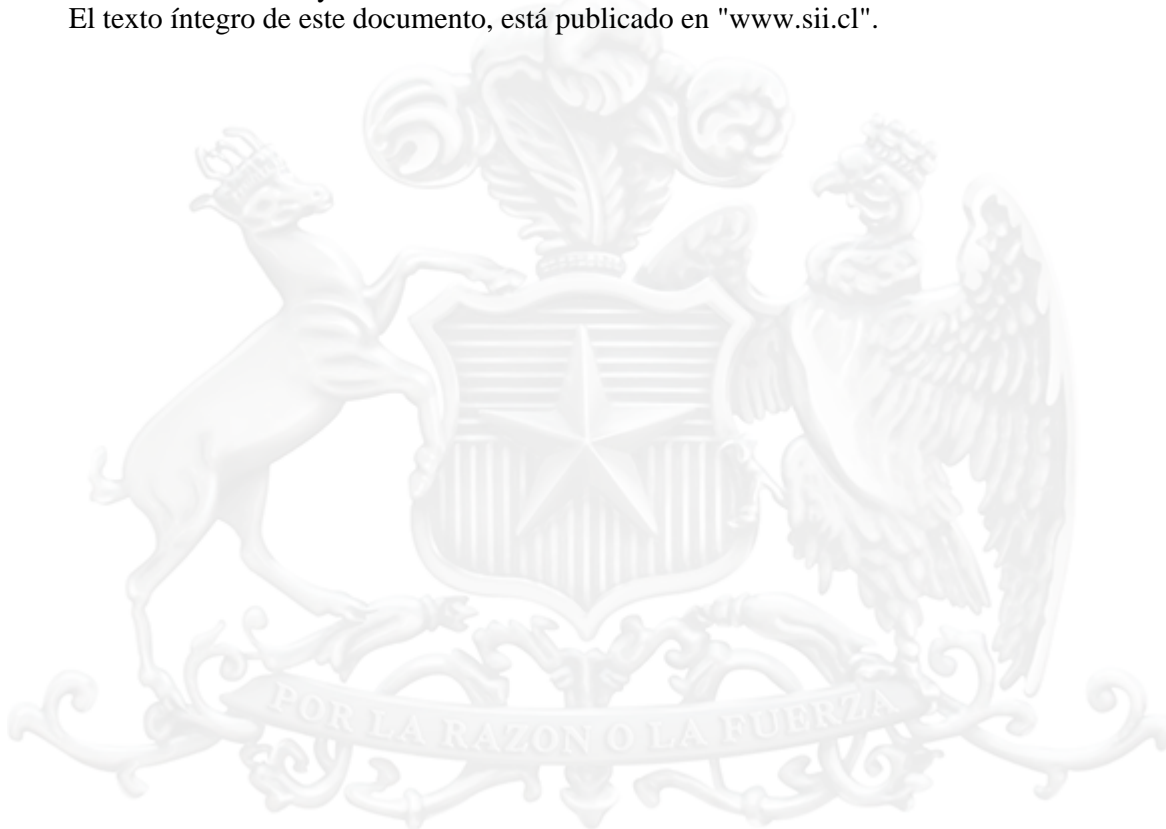 El texto íntegro de este documento, está publicado en "www.sii.cl".
POR LA RAZON O LA FUERZA